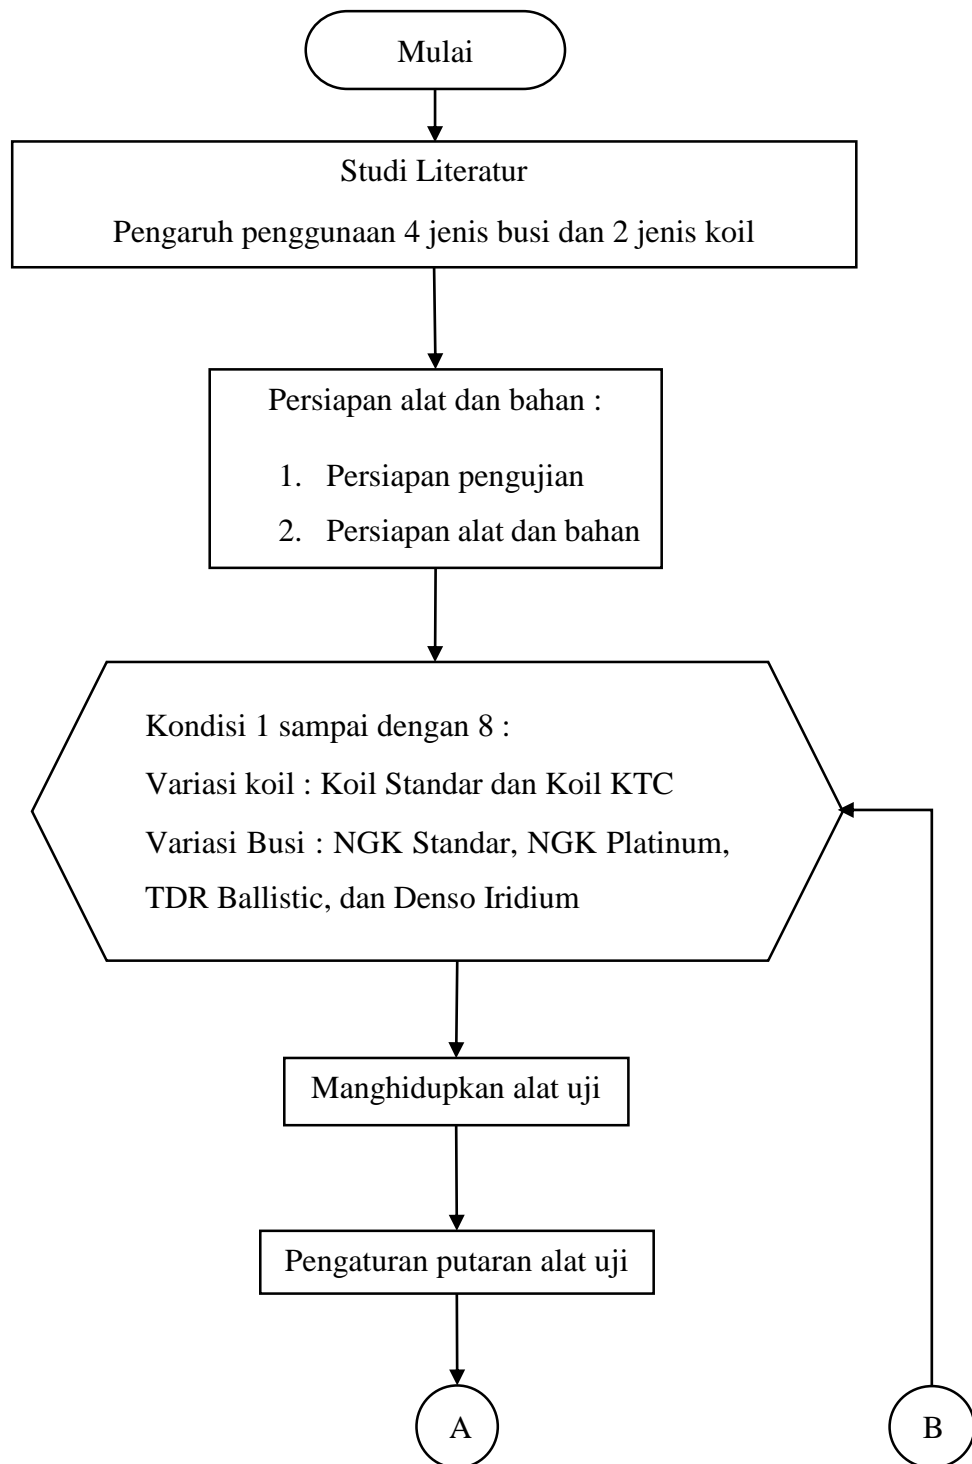 Mulai
Studi Literatur
Pengaruh penggunaan 4 jenis busi dan 2 jenis koil
Persiapan alat dan bahan :
1. Persiapan pengujian
2. Persiapan alat dan bahan
Kondisi 1 sampai dengan 8 :
Variasi koil : Koil Standar dan Koil KTC
Variasi Busi : NGK Standar, NGK Platinum,
TDR Ballistic, dan Denso Iridium
Manghidupkan alat uji
Pengaturan putaran alat uji
A
B